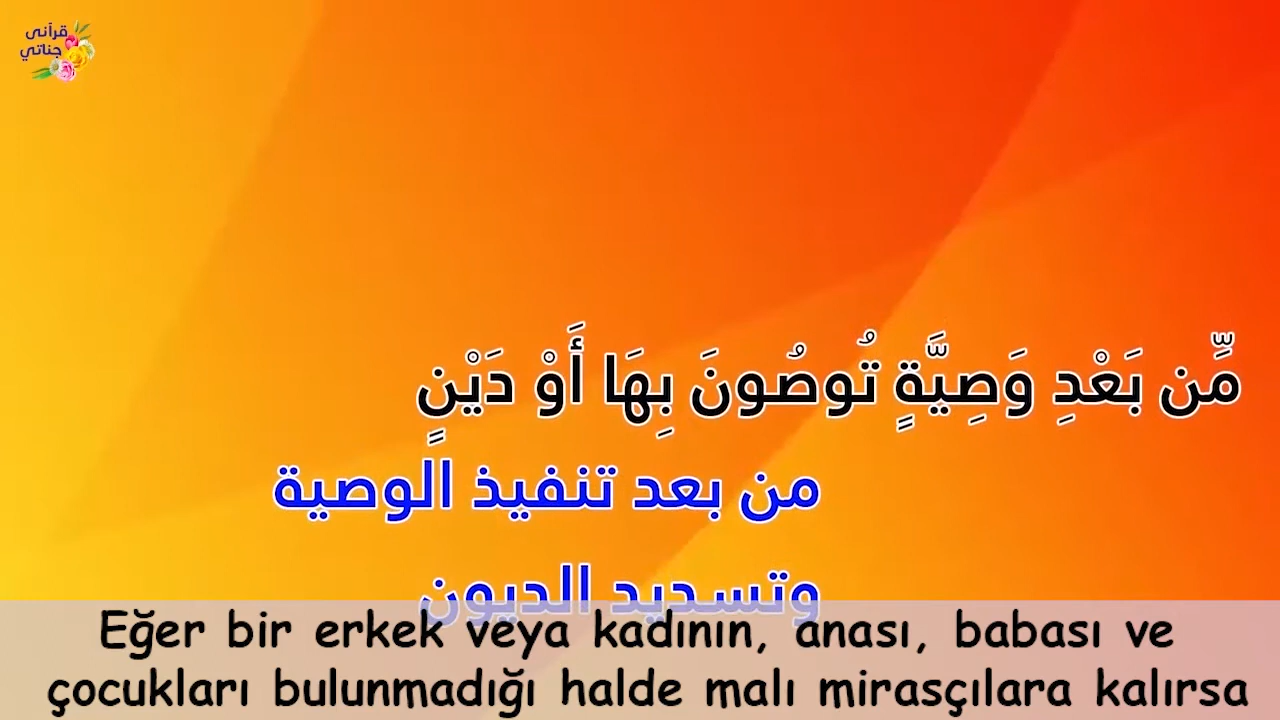 قرآنى
جناتي
مِّن بَعْدِ وَصِيَّةٍ تُوصُونَ بِهَا أَوْ دَيْنٍ
من بعد تنفيذ الوصية
وتسديد الديون
Eğer bir erkek veya kadının, anası, babası ve
çocukları bulunmadığı halde malı mirasçılara kalırsa